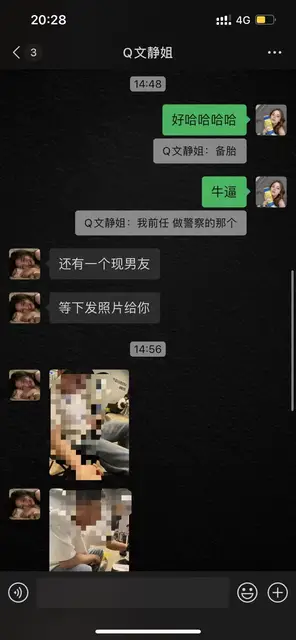 20:28
4G
3
Q文静姐
14:48
好哈哈哈哈
Q文静姐：备胎
牛逼
Q文静姐：我前任 做警察的那个
还有一个现男友
等下发照片给你
14:56